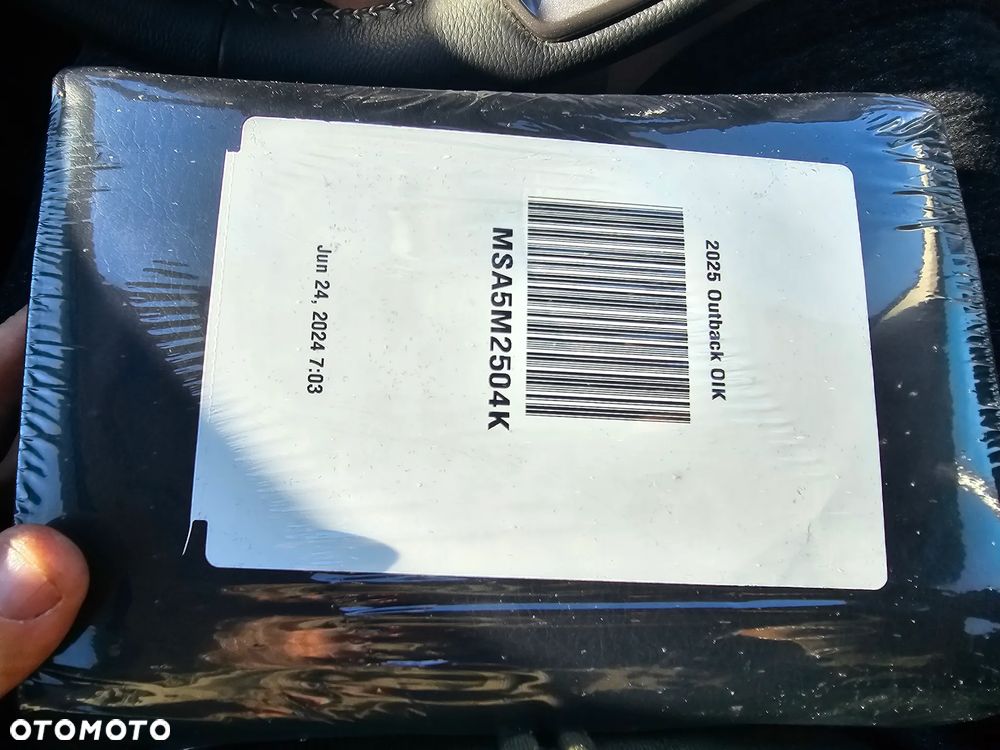 2025 Outback OIK
MSA5M2504K
Jun 24, 2024 7:03
OTOMOTO